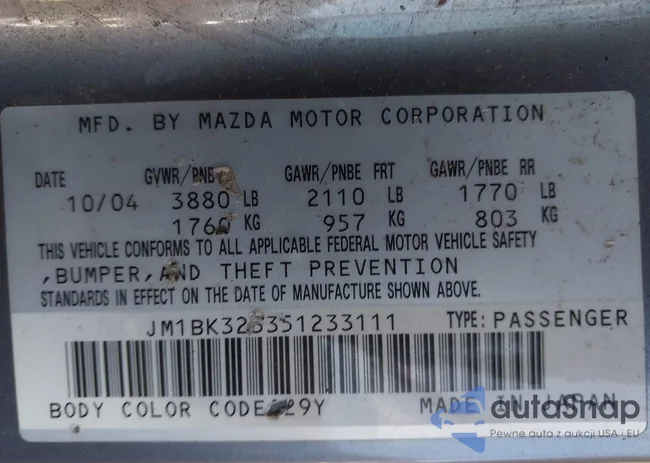 MFD. BY MAZDA MOTOR CORPORATION
DATE GVWR/PNBV GAWR/PNBE FRT GAWR/PNBE RR
10/04 3880 LB 2110 LB 1770 LB
1760 KG 957 KG 803 KG
THIS VEHICLE CONFORMS TO ALL APPLICABLE FEDERAL MOTOR VEHICLE SAFETY
,BUMPER,AND THEFT PREVENTION
STANDARDS IN EFFECT ON THE DATE OF MANUFACTURE SHOWN ABOVE.
TYPE: PASSENGER
BODY COLOR CODE: 29Y MADE IN JAPAN
autoSnap
Pewne auta z aukcji USA i EU